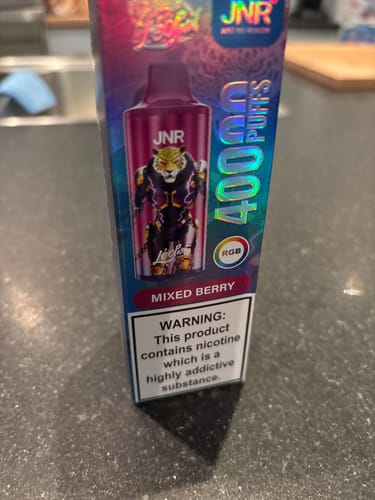 JNR
40000
PUFFS
JNR
RGB
MIXED BERRY
WARNING:
This product
contains nicotine
which is a
highly addictive
substance.